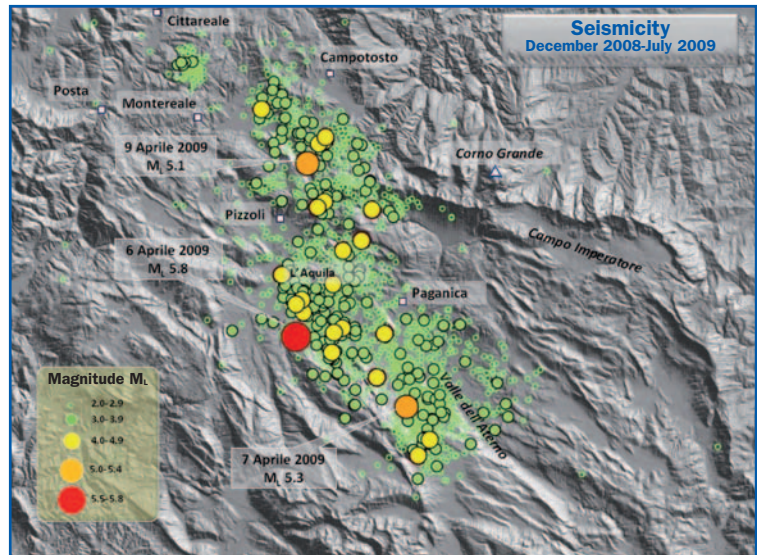 Seismicity
December 2008-July 2009
Cittareale
Campotosto
Posta
Montereale
9 Aprile 2009
ML 5.1
Corno Grande
Pizzoli
Campo Imperatore
6 Aprile 2009
ML 5.8
L'Aquila
Paganica
Valle dell'Aterno
7 Aprile 2009
ML 5.3
Magnitude ML
2.0-2.9
3.0-3.9
4.0-4.9
5.0-5.4
5.5-5.8